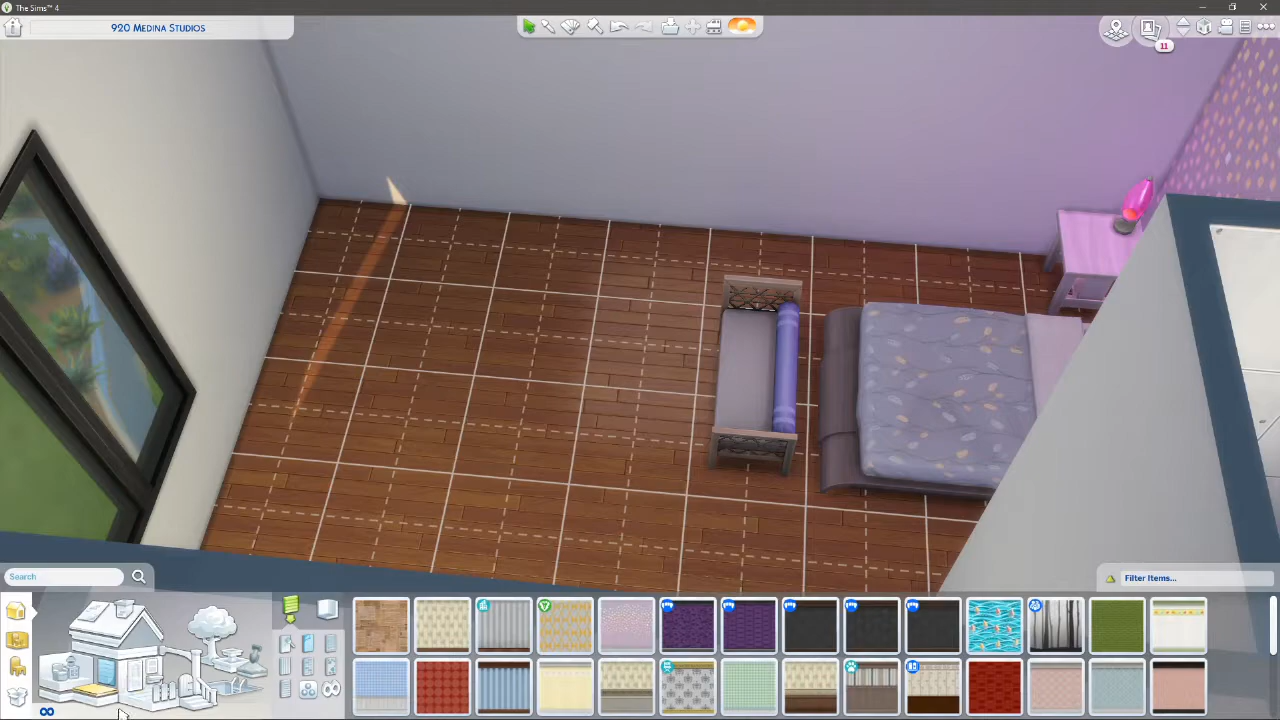 The Sims™ 4
920 Medina Studios
11
Search
Filter Items...